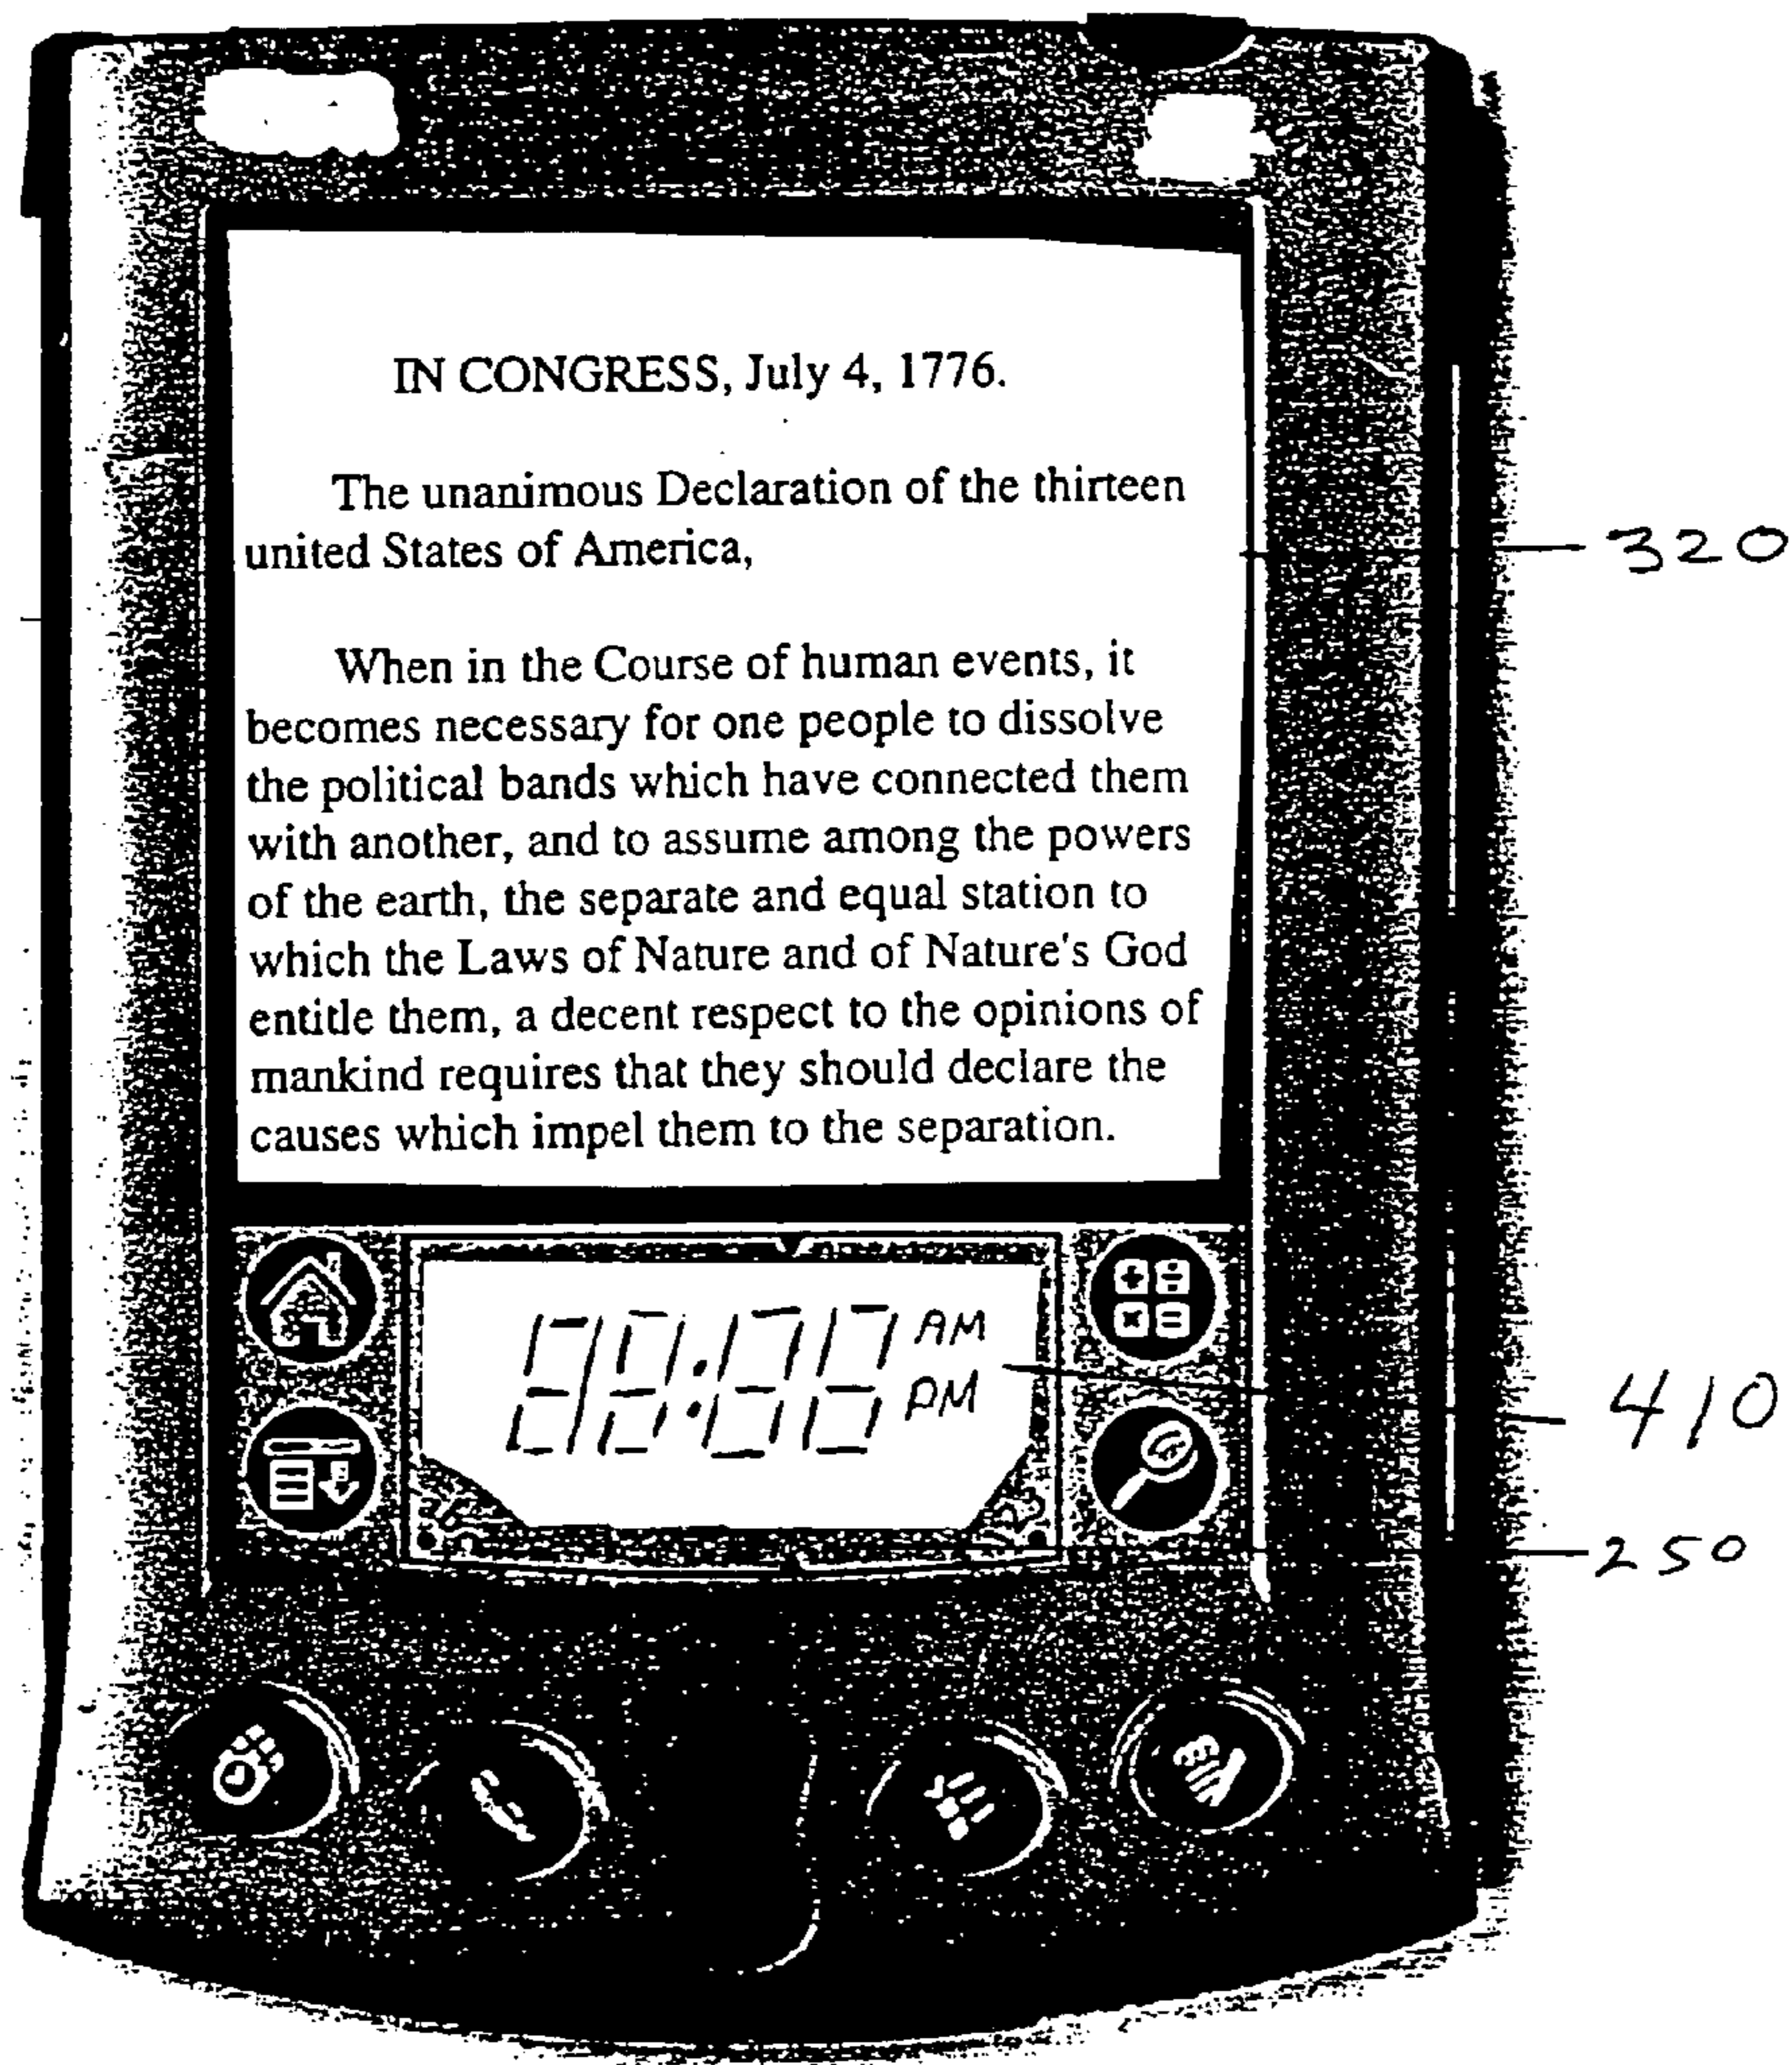 IN CONGRESS, July 4, 1776.
The unanimous Declaration of the thirteen
united States of America,
When in the Course of human events, it
becomes necessary for one people to dissolve
the political bands which have connected them
with another, and to assume among the powers
of the earth, the separate and equal station to
which the Laws of Nature and of Nature's God
entitle them, a decent respect to the opinions of
mankind requires that they should declare the
causes which impel them to the separation.
320
AM
PM
410
250